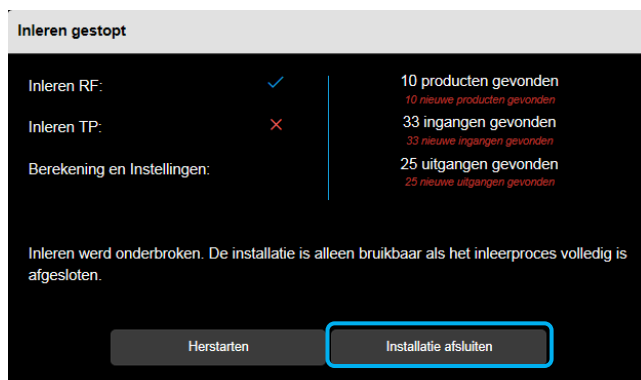 Inleren gestopt
Inleren RF:
10 producten gevonden
10 nieuwe producten gevonden
Inleren TP:
33 ingangen gevonden
33 nieuwe ingangen gevonden
Berekening en Instellingen:
25 uitgangen gevonden
25 nieuwe uitgangen gevonden
Inleren werd onderbroken. De installatie is alleen bruikbaar als het inleerproces volledig is
afgesloten.
Herstarten
Installatie afsluiten